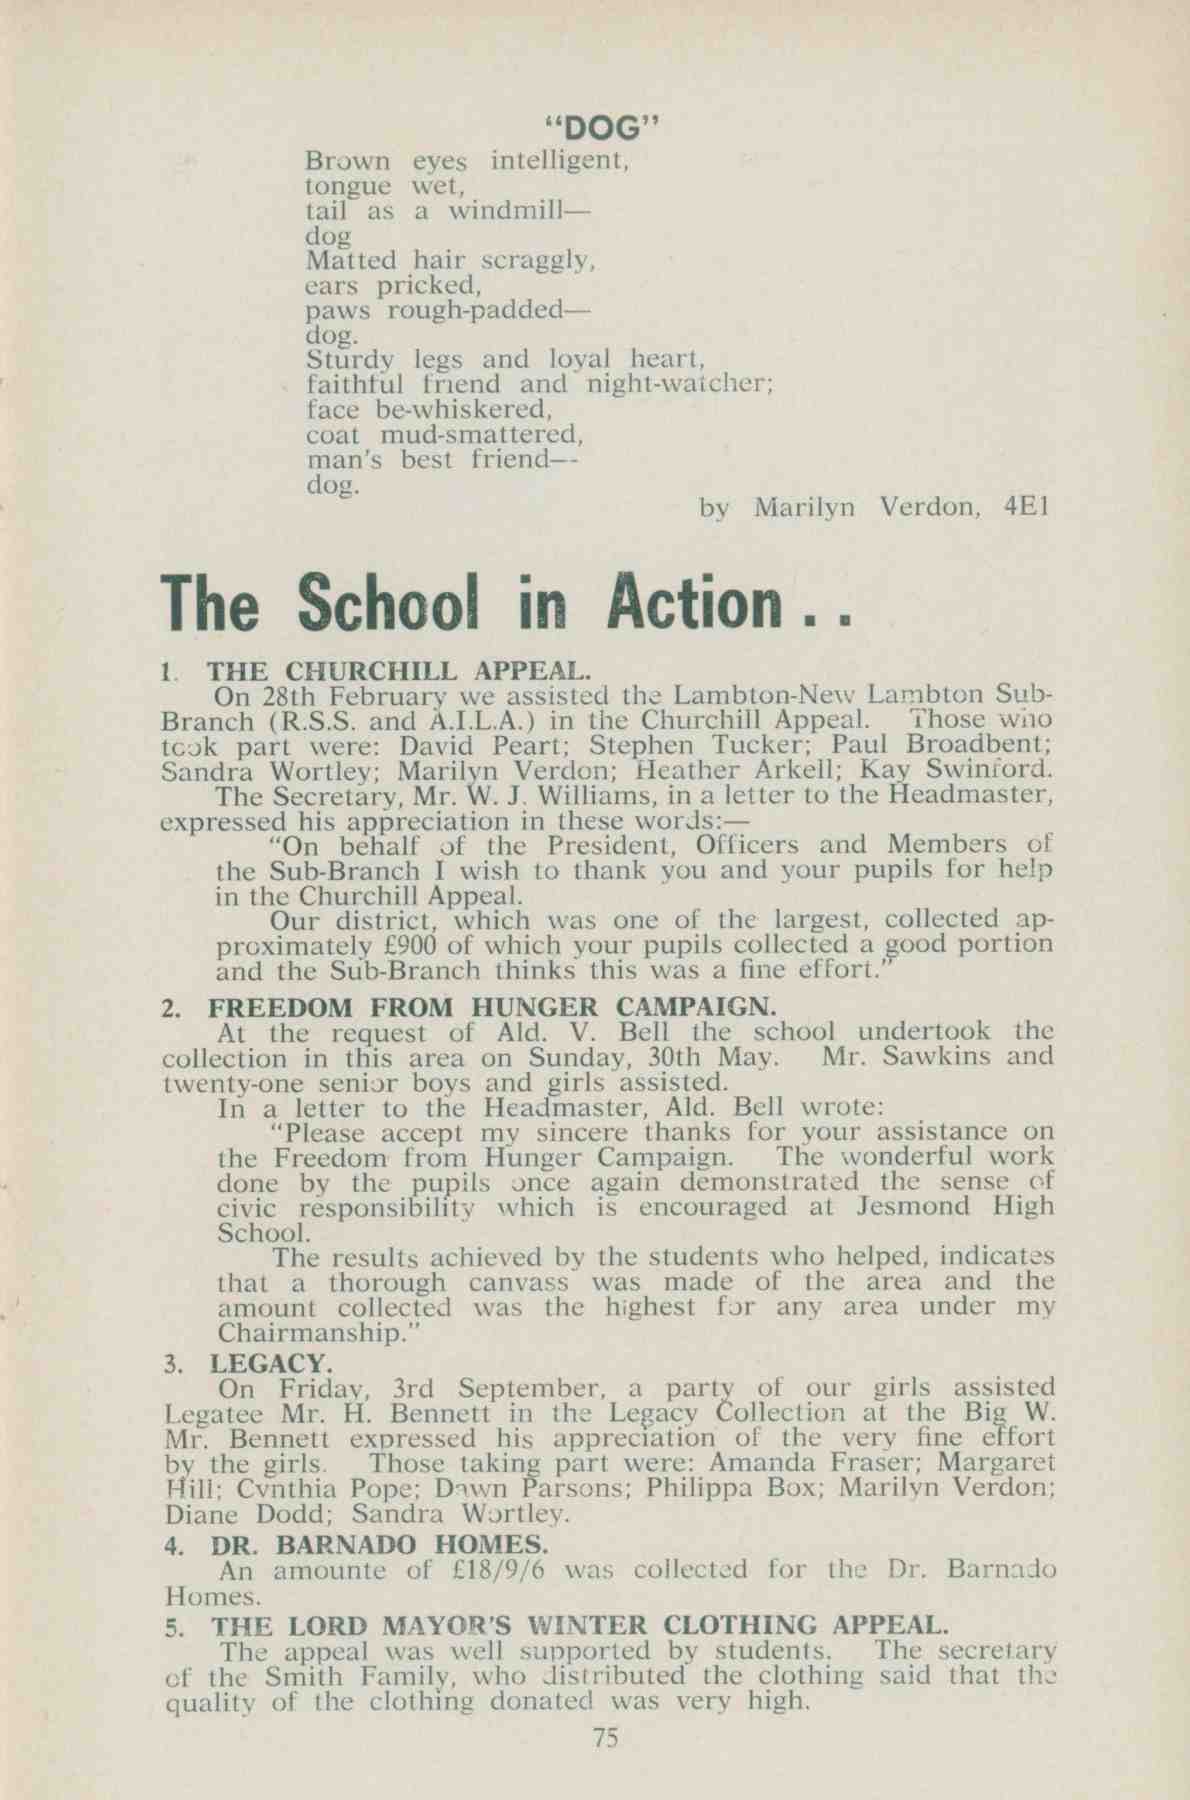 "DOG"
Brown eyes intelligent,
tongue wet,
tail as a windmill—
dog
Matted hair scraggly,
ears pricked,
paws rough-padded—
dog.
Sturdy legs and loyal heart,
faithful friend and night-watcher;
face be-whiskered,
coat mud-smattered,
man's best friend—-
dog.
by Marilyn Verdon, 4E1
The School in Action . .
1. THE CHURCHILL APPEAL.
On 28th February we assisted the Lambton-New Lambton Sub-
Branch (R.S.S. and A.I.L.A.) in the Churchill Appeal. Those who
took part were: David Peart; Stephen Tucker; Paul Broadbent;
Sandra Wortley; Marilyn Verdon; Heather Arkell; Kay Swinford.
The Secretary, Mr. W. J. Williams, in a letter to the Headmaster,
expressed his appreciation in these words:—
"On behalf of the President, Officers and Members of
the Sub-Branch I wish to thank you and your pupils for help
in the Churchill Appeal.
Our district, which was one of the largest, collected ap-
proximately £900 of which your pupils collected a good portion
and the Sub-Branch thinks this was a fine effort."
2. FREEDOM FROM HUNGER CAMPAIGN.
At the request of Ald. V. Bell the school undertook the
collection in this area on Sunday, 30th May. Mr. Sawkins and
twenty-one senior boys and girls assisted.
In a letter to the Headmaster, Ald. Bell wrote:
"Please accept my sincere thanks for your assistance on
the Freedom from Hunger Campaign. The wonderful work
done by the pupils once again demonstrated the sense of
civic responsibility which is encouraged at Jesmond High
School.
The results achieved by the students who helped, indicates
that a thorough canvass was made of the area and the
amount collected was the highest for any area under my
Chairmanship."
3. LEGACY.
On Friday, 3rd September, a party of our girls assisted
Legatee Mr. H. Bennett in the Legacy Collection at the Big W.
Mr. Bennett expressed his appreciation of the very fine effort
by the girls. Those taking part were: Amanda Fraser; Margaret
Hill; Cynthia Pope; Dawn Parsons; Philippa Box; Marilyn Verdon;
Diane Dodd; Sandra Wortley.
4. DR. BARNADO HOMES.
An amounte of £18/9/6 was collected for the Dr. Barnado
Homes.
5. THE LORD MAYOR'S WINTER CLOTHING APPEAL.
The appeal was well supported by students. The secretary
of the Smith Family, who distributed the clothing said that the
quality of the clothing donated was very high.
75